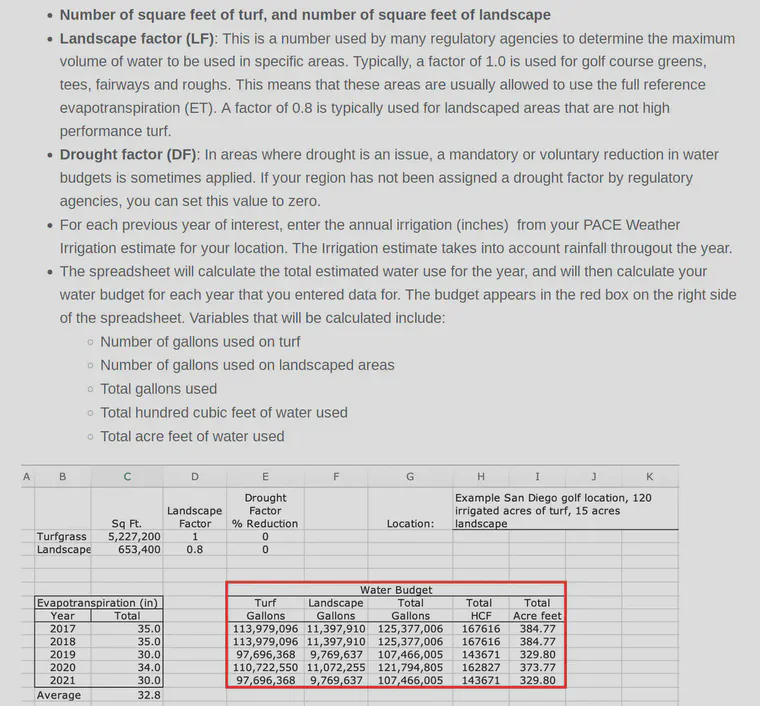 Number of square feet of turf, and number of square feet of landscape
Landscape factor (LF): This is a number used by many regulatory agencies to determine the maximum
volume of water to be used in specific areas. Typically, a factor of 1.0 is used for golf course greens,
tees, fairways and roughs. This means that these areas are usually allowed to use the full reference
evapotranspiration (ET). A factor of 0.8 is typically used for landscaped areas that are not high
performance turf.
Drought factor (DF): In areas where drought is an issue, a mandatory or voluntary reduction in water
budgets is sometimes applied. If your region has not been assigned a drought factor by regulatory
agencies, you can set this value to zero.
For each previous year of interest, enter the annual irrigation (inches) from your PACE Weather
Irrigation estimate for your location. The Irrigation estimate takes into account rainfall througout the year.
The spreadsheet will calculate the total estimated water use for the year, and will then calculate your
water budget for each year that you entered data for. The budget appears in the red box on the right side
of the spreadsheet. Variables that will be calculated include:
Number of gallons used on turf
Number of gallons used on landscaped areas
Total gallons used
Total hundred cubic feet of water used
Total acre feet of water used
A B C D E F G H I J K
Drought Example San Diego golf location, 120
Landscape Factor irrigated acres of turf, 15 acres
Sq Ft. Factor % Reduction Location: landscape
Turfgrass 5,227,200 1 0
Landscape 653,400 0.8 0
Water Budget
Evapotranspiration (in) Turf Landscape Total Total Total
Year Total Gallons Gallons Gallons HCF Acre feet
2017 35.0 113,979,096 11,397,910 125,377,006 167616 384.77
2018 35.0 113,979,096 11,397,910 125,377,006 167616 384.77
2019 30.0 97,696,368 9,769,637 107,466,005 143671 329.80
2020 34.0 110,722,550 11,072,255 121,794,805 162827 373.77
2021 30.0 97,696,368 9,769,637 107,466,005 143671 329.80
Average 32.8